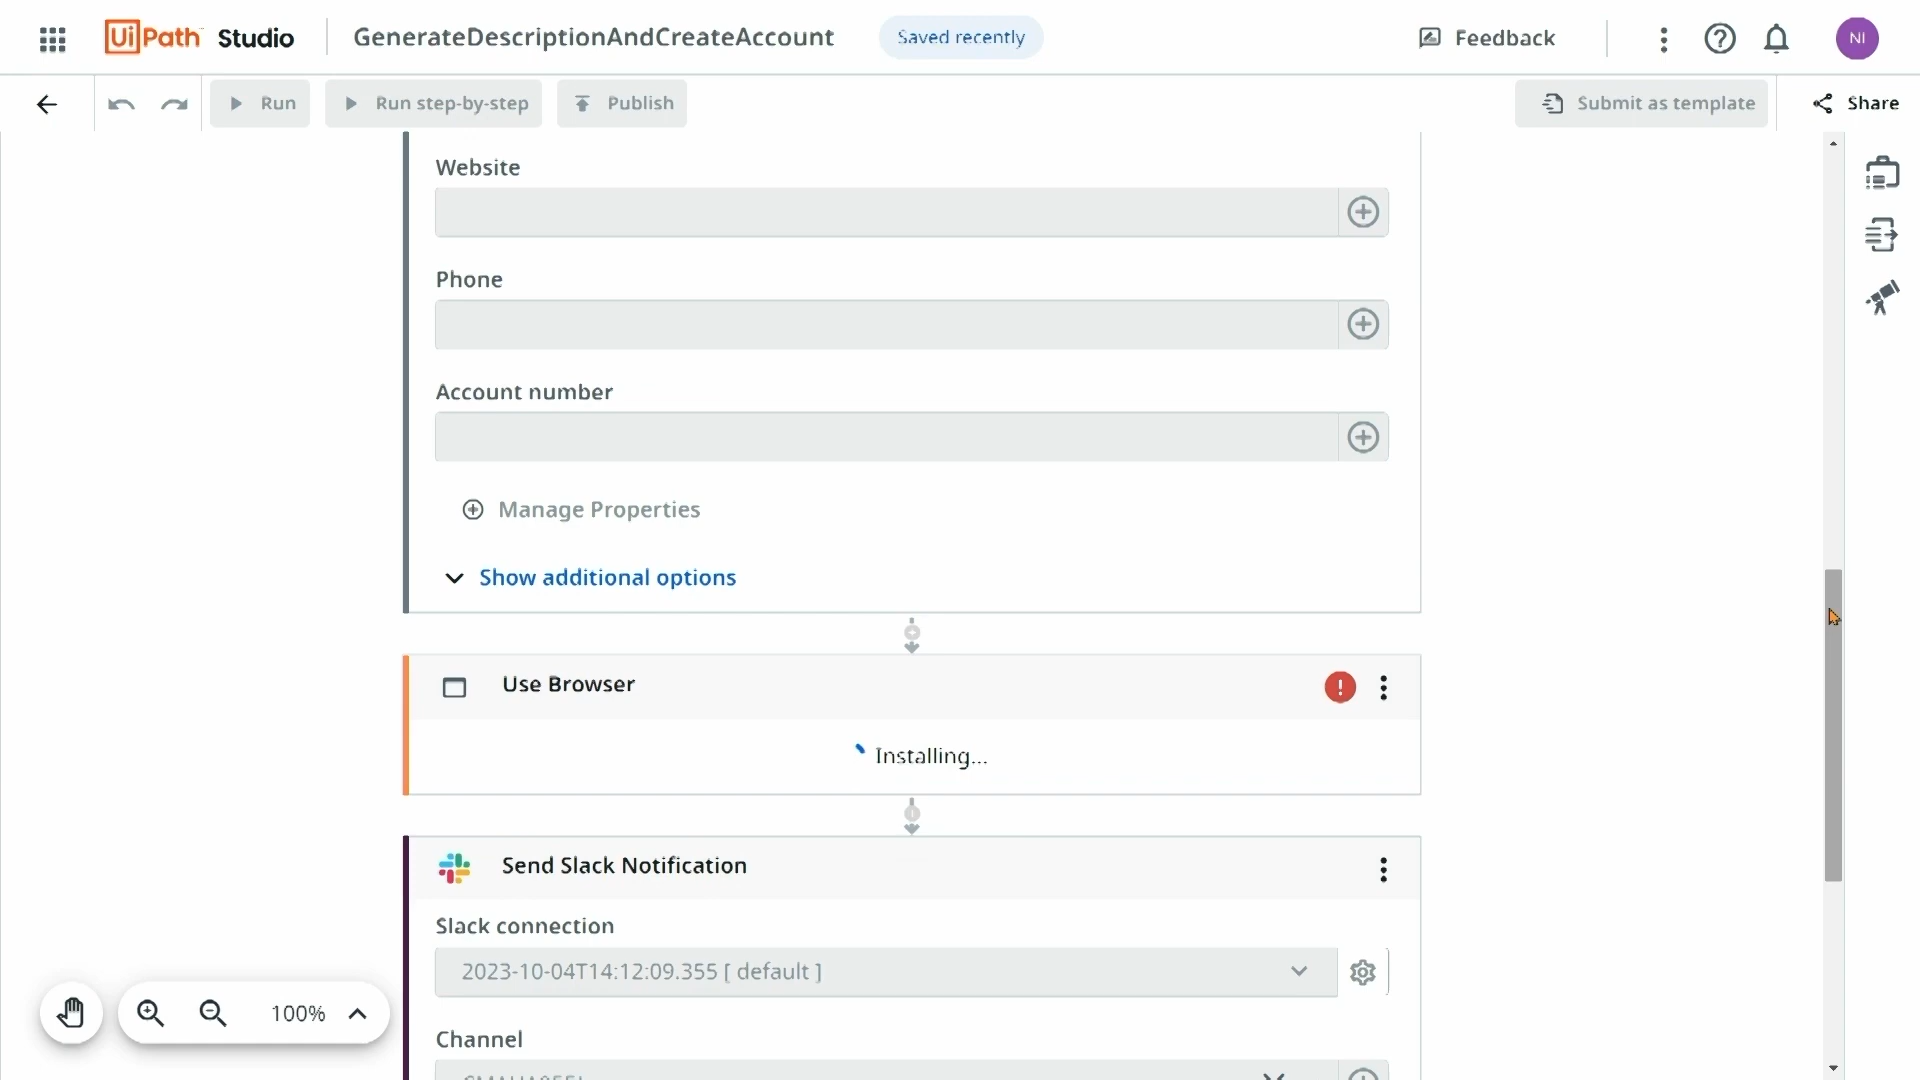 UiPath Studio GenerateDescriptionAndCreateAccount Saved recently Feedback NI
Run Run step-by-step Publish Submit as template Share
Website
Phone
Account number
Manage Properties
Show additional options
Use Browser
Installing...
Send Slack Notification
Slack connection
2023-10-04T14:12:09.355 [ default ]
100%
Channel